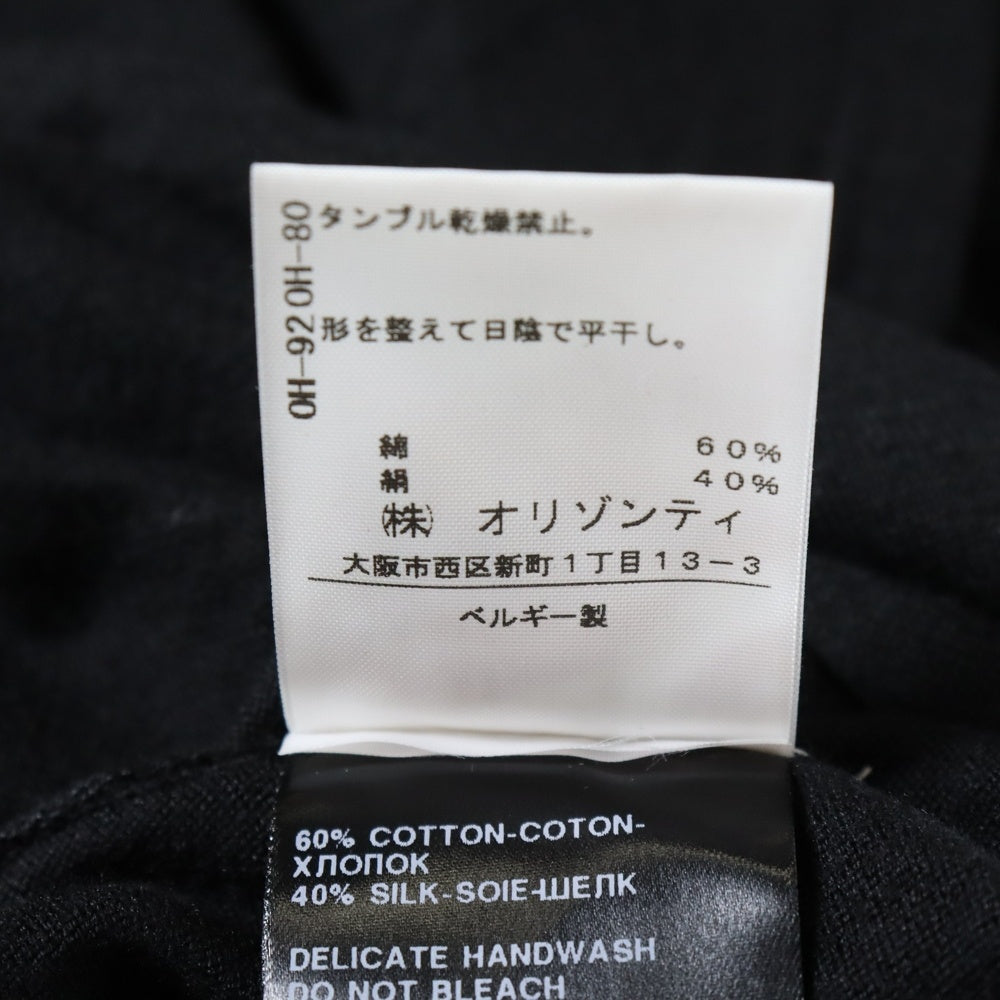 タンブル乾燥禁止。
形を整えて日陰で平干し。
OH-92 OH-80
綿 60%
絹 40%
㈱ オリゾンティ
大阪市西区新町1丁目13-3
ベルギー製
60% COTTON-COTON-
ХЛОПОК
40% SILK-SOIE-ШЕЛК
DELICATE HANDWASH
DO NOT BLEACH